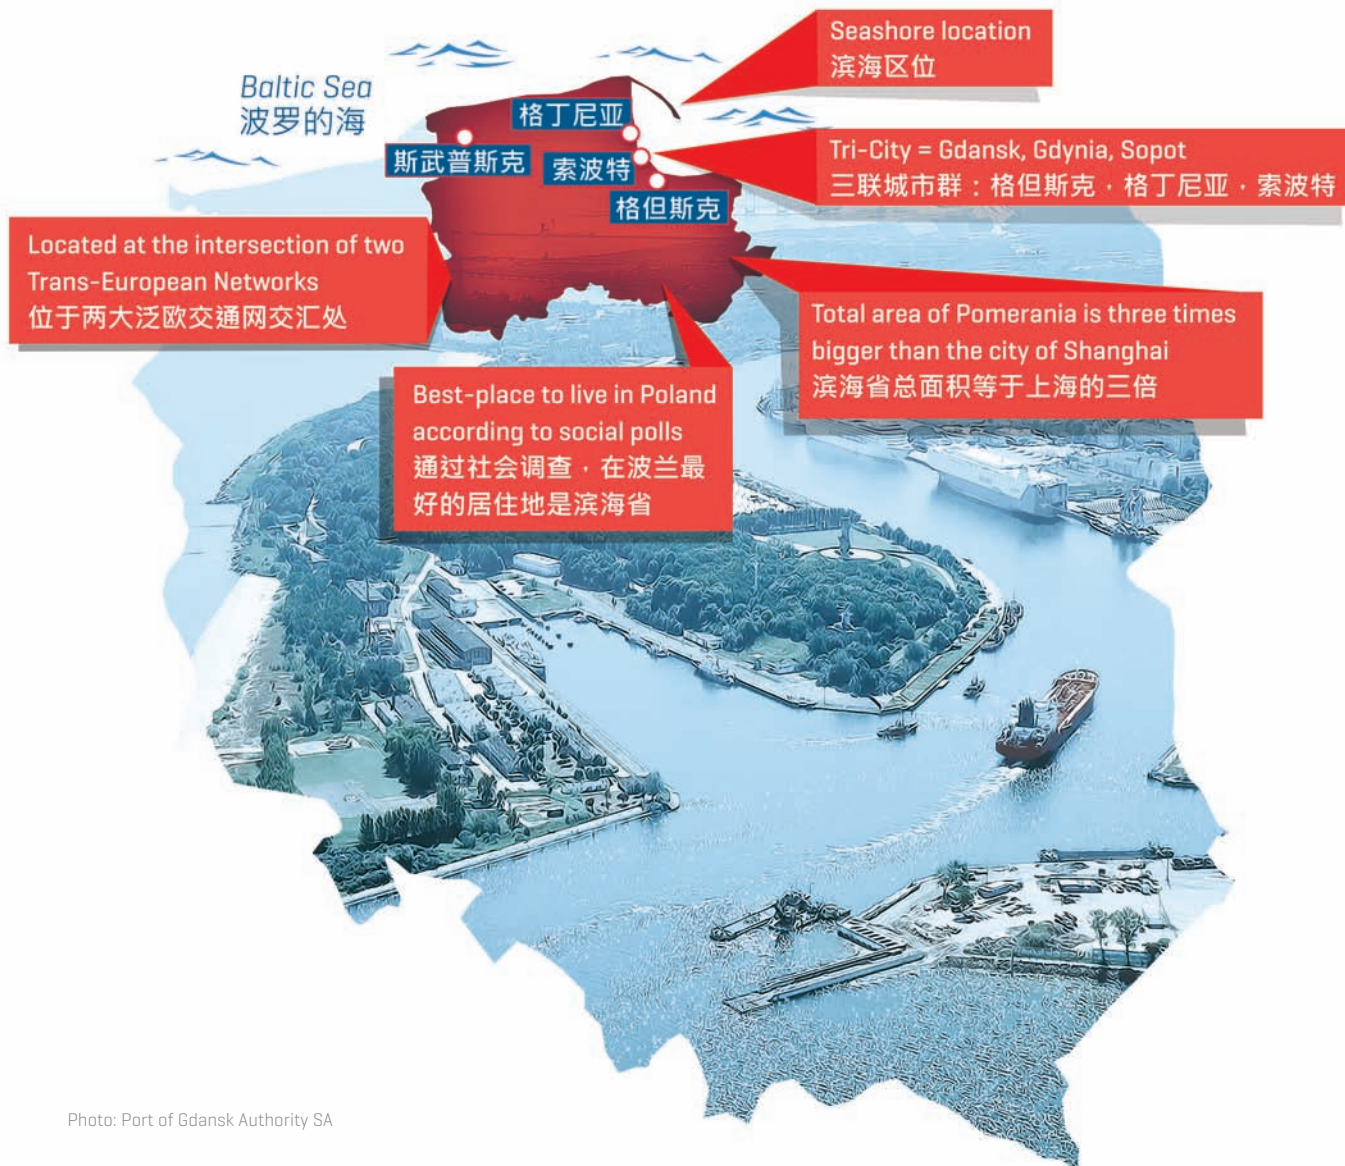 Seashore location
滨海区位
Baltic Sea
波罗的海
格丁尼亚
斯武普斯克
索波特
格但斯克
Tri-City = Gdansk, Gdynia, Sopot
三联城市群：格但斯克，格丁尼亚，索波特
Located at the intersection of two
Trans-European Networks
位于两大泛欧交通网交汇处
Total area of Pomerania is three times
bigger than the city of Shanghai
滨海省总面积等于上海的三倍
Best-place to live in Poland
according to social polls
通过社会调查，在波兰最
好的居住地是滨海省
Photo: Port of Gdansk Authority SA